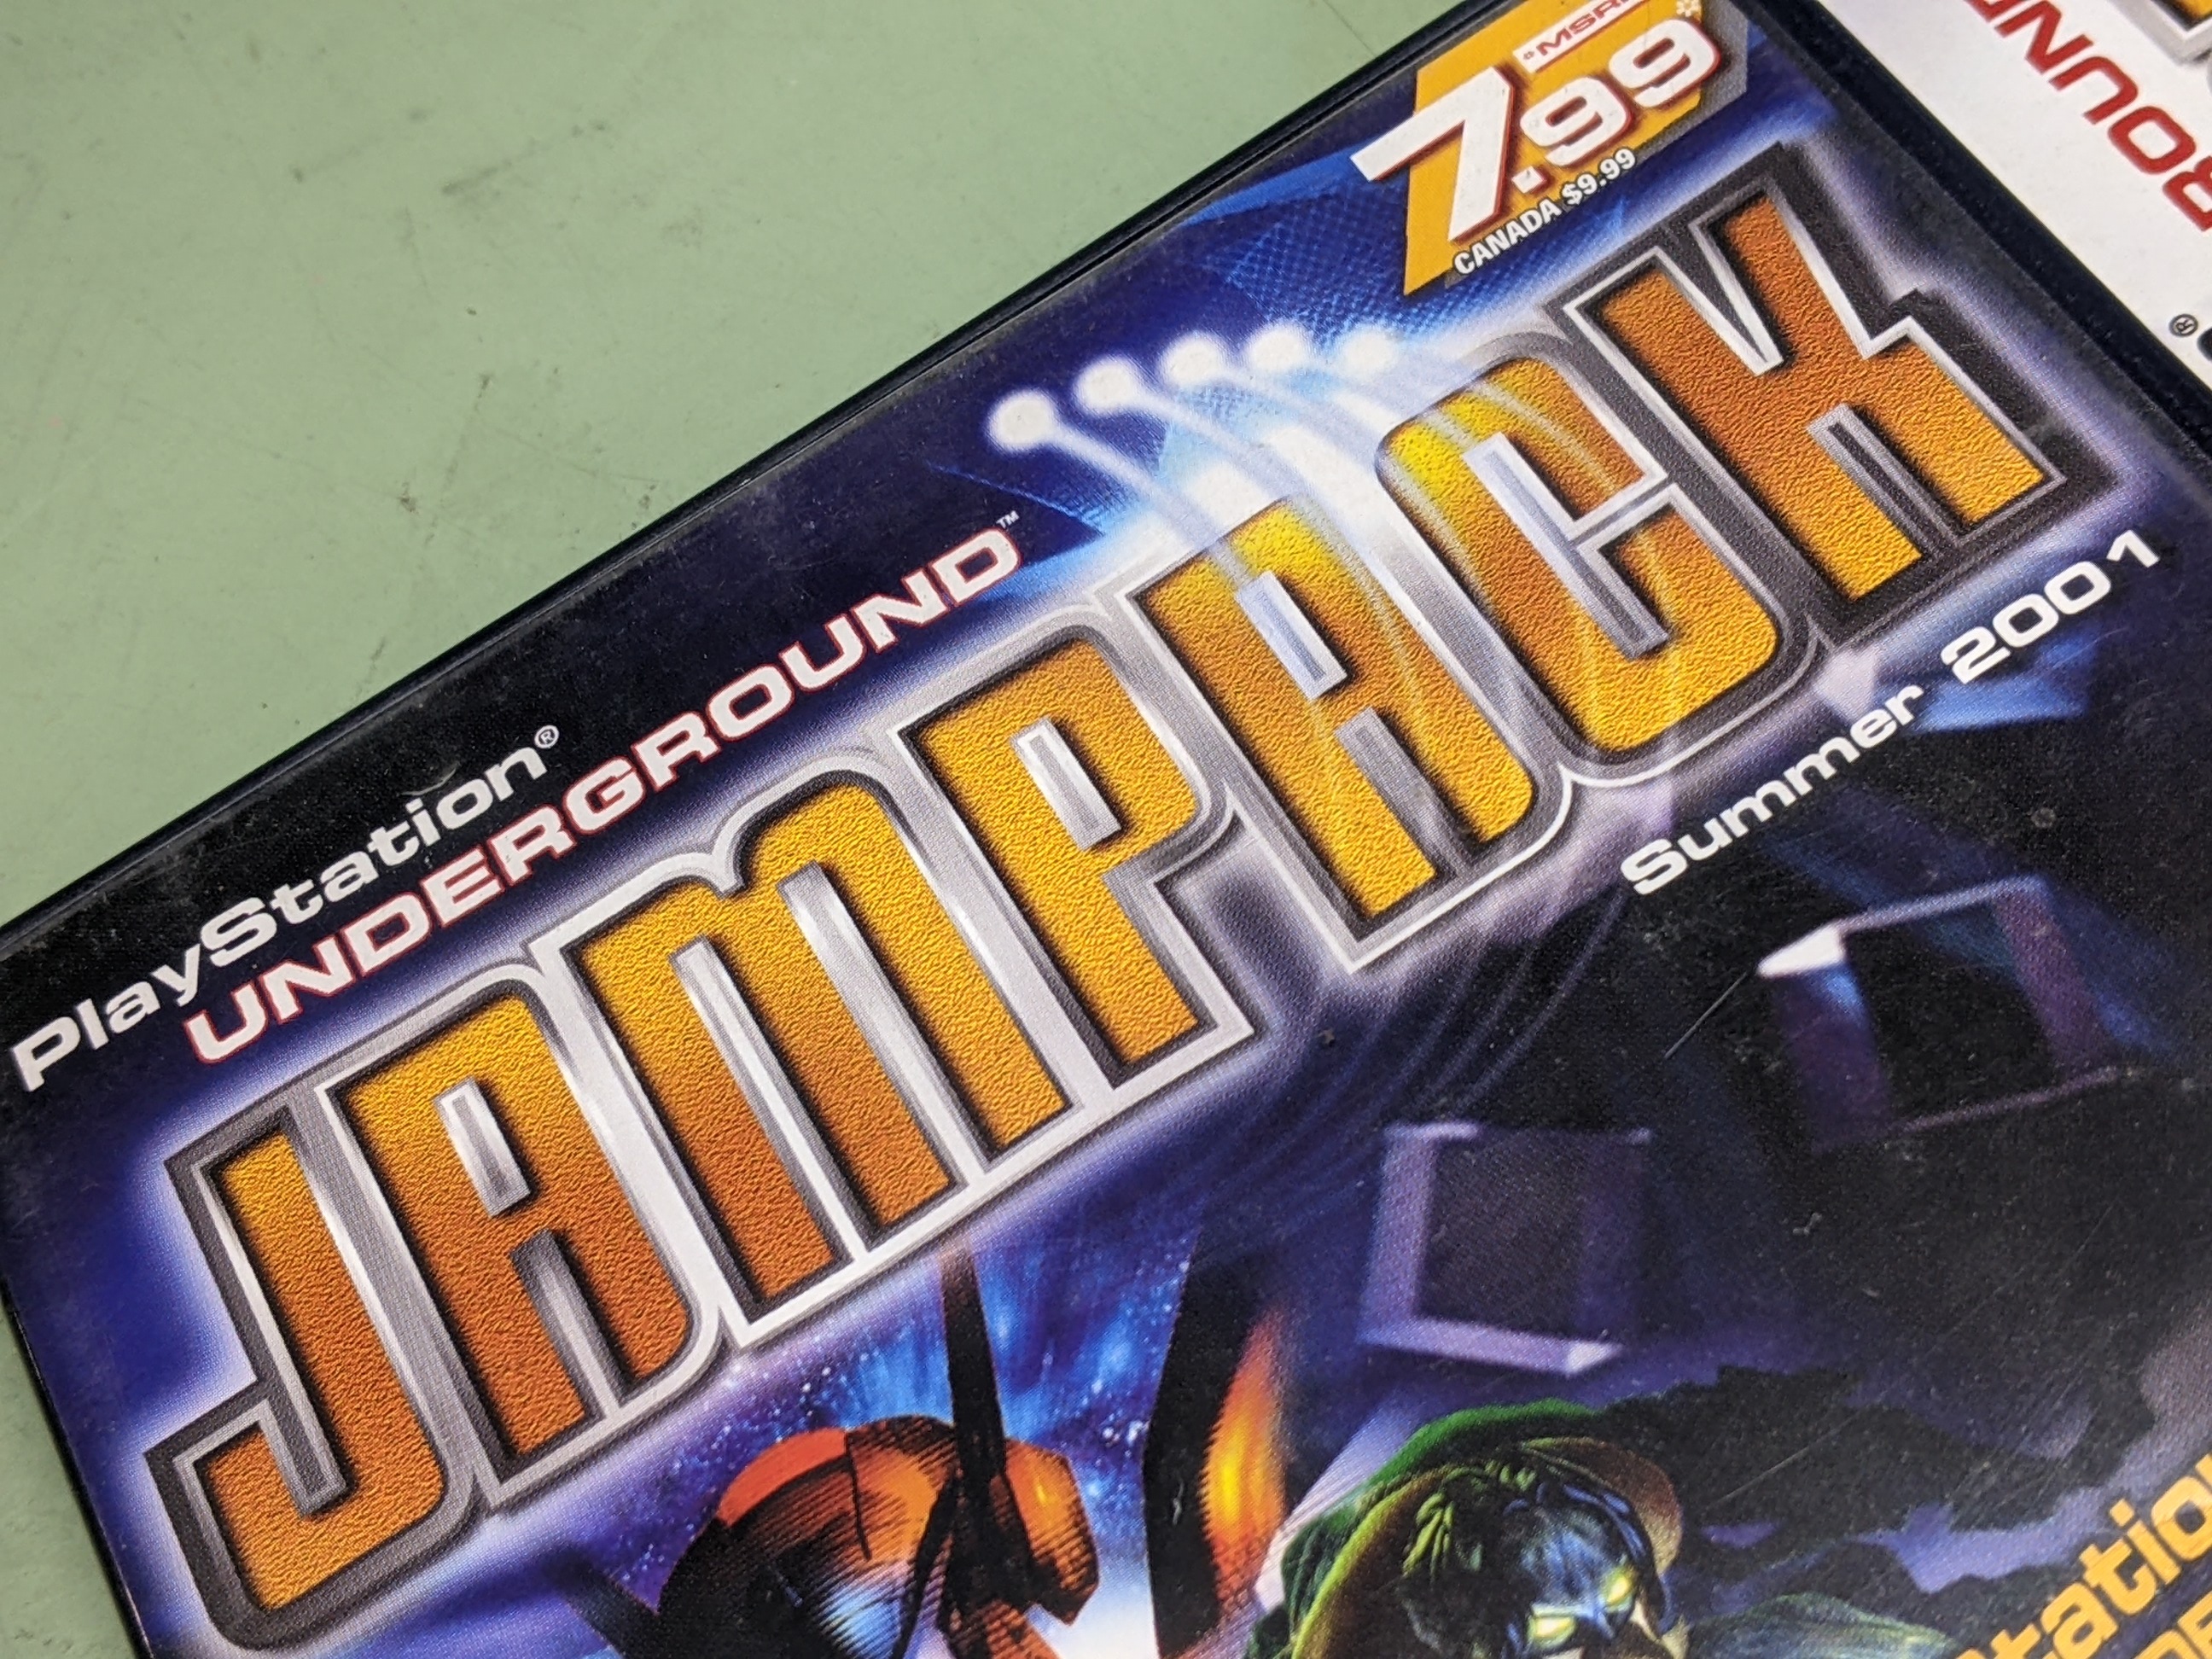 MSRP
7.99*
CANADA $9.99
PlayStation®
UNDERGROUND™
JAMPACK
Summer 2001